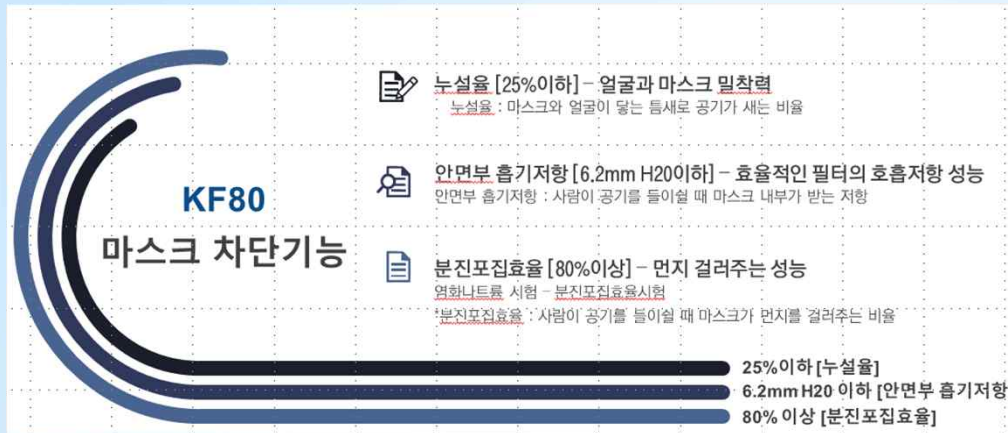 누설율 [25%이하] – 얼굴과 마스크 밀착력
누설율 : 마스크와 얼굴이 닿는 틈새로 공기가 새는 비율
안면부 흡기저항 [6.2mm H20이하] – 효율적인 필터의 호흡저항 성능
안면부 흡기저항 : 사람이 공기를 들이쉴 때 마스크 내부가 받는 저항
KF80
마스크 차단기능
분진포집효율 [80%이상] – 먼지 걸러주는 성능
염화나트륨 시험 – 분진포집효율시험
*분진포집효율 : 사람이 공기를 들이쉴 때 마스크가 먼지를 걸러주는 비율
25%이하 [누설율]
6.2mm H20 이하 [안면부 흡기저항
80% 이상 [분진포집효율]